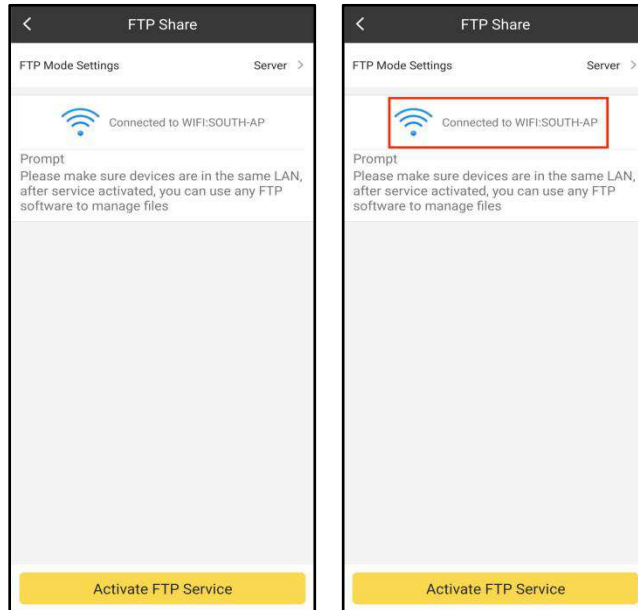 FTP Share
FTP Mode Settings Server
Connected to WIFI:SOUTH-AP
Prompt
Please make sure devices are in the same LAN,
after service activated, you can use any FTP
software to manage files
Activate FTP Service
FTP Share
FTP Mode Settings Server
Connected to WIFI:SOUTH-AP
Prompt
Please make sure devices are in the same LAN,
after service activated, you can use any FTP
software to manage files
Activate FTP Service